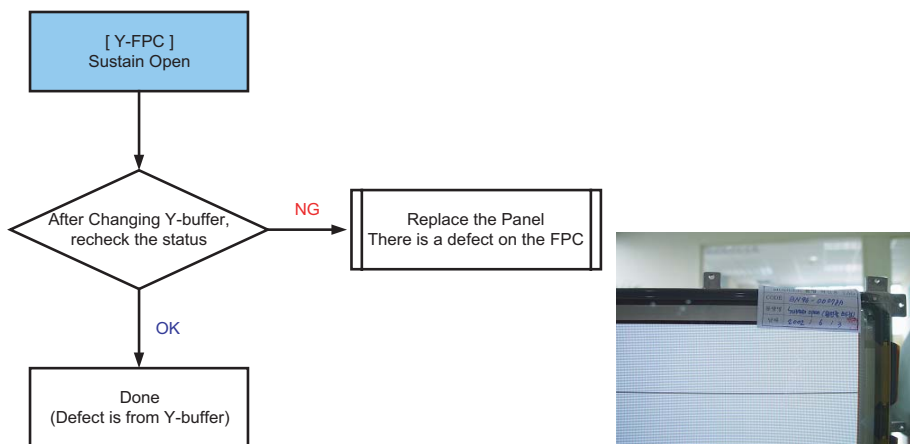 [ Y-FPC ]
Sustain Open
After Changing Y-buffer,
recheck the status
NG
Replace the Panel
There is a defect on the FPC
OK
Done
(Defect is from Y-buffer)